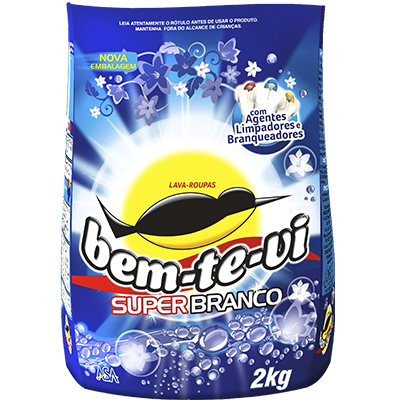 LEIA ATENTAMENTE O RÓTULO ANTES DE USAR O PRODUTO.
MANTENHA FORA DO ALCANCE DE CRIANÇAS.
NOVA
EMBALAGEM
com
Agentes
Limpadores e
Branqueadores
LAVA-ROUPAS
bem-te-vi
SUPER BRANCO
ASA
2kg